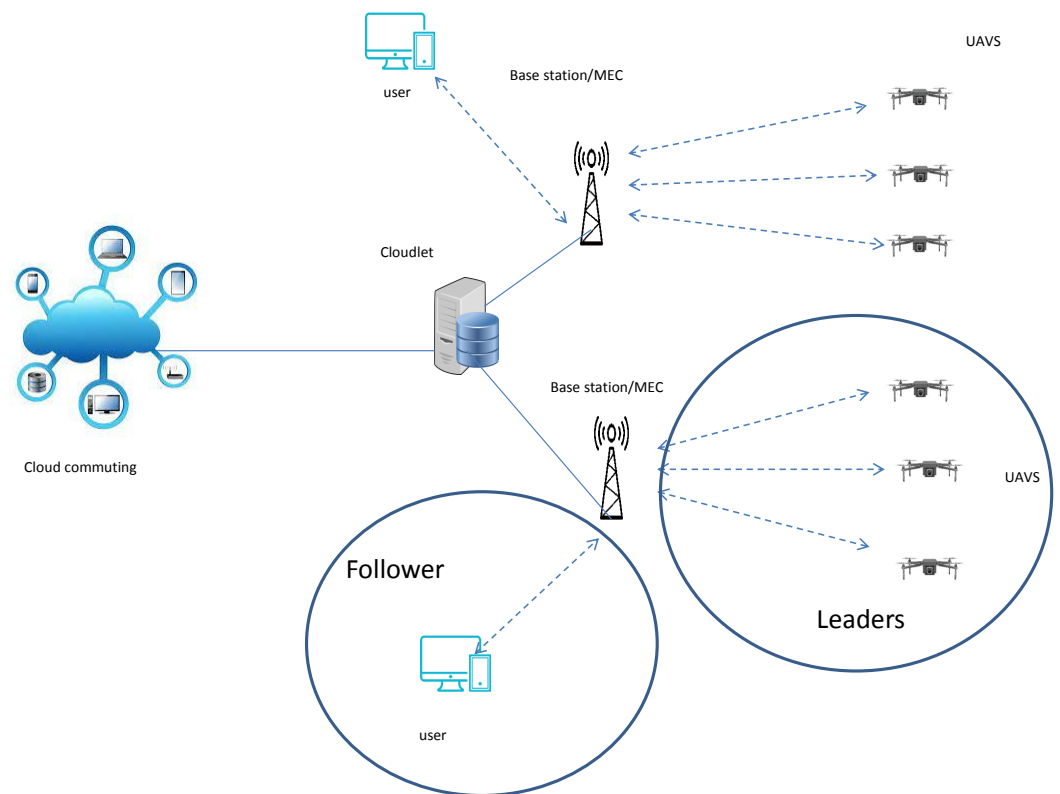 UAVS
Base station/MEC
user
Cloudlet
Base station/MEC
Cloud commuting
UAVS
Follower
Leaders
user